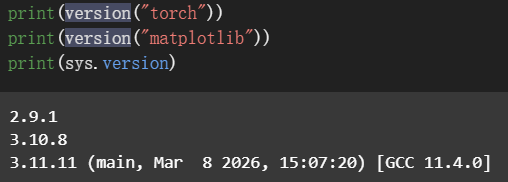 print(version("torch"))
print(version("matplotlib"))
print(sys.version)
2.9.1
3.10.8
3.11.11 (main, Mar  8 2026, 15:07:20) [GCC 11.4.0]